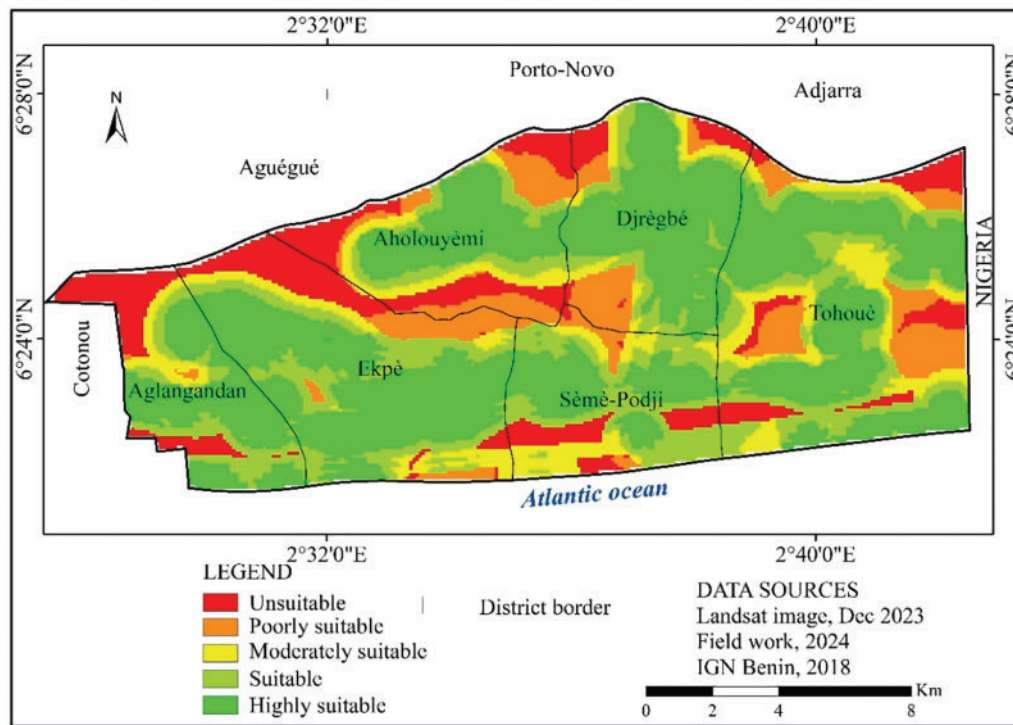 2°32'0"E
2°40'0"E
6°28'0"N
6°28'0"N
Porto-Novo
Adjarra
N
Aguégué
Djrègbé
Aholouyèmi
NIGERIA
Tohouè
6°24'0"N
6°24'0"N
Cotonou
Ekpè
Aglangandan
Sèmè-Podji
Atlantic ocean
2°32'0"E
2°40'0"E
LEGEND
Unsuitable
Poorly suitable
Moderately suitable
Suitable
Highly suitable
District border
DATA SOURCES
Landsat image, Dec 2023
Field work, 2024
IGN Benin, 2018
Km
0 2 4 8